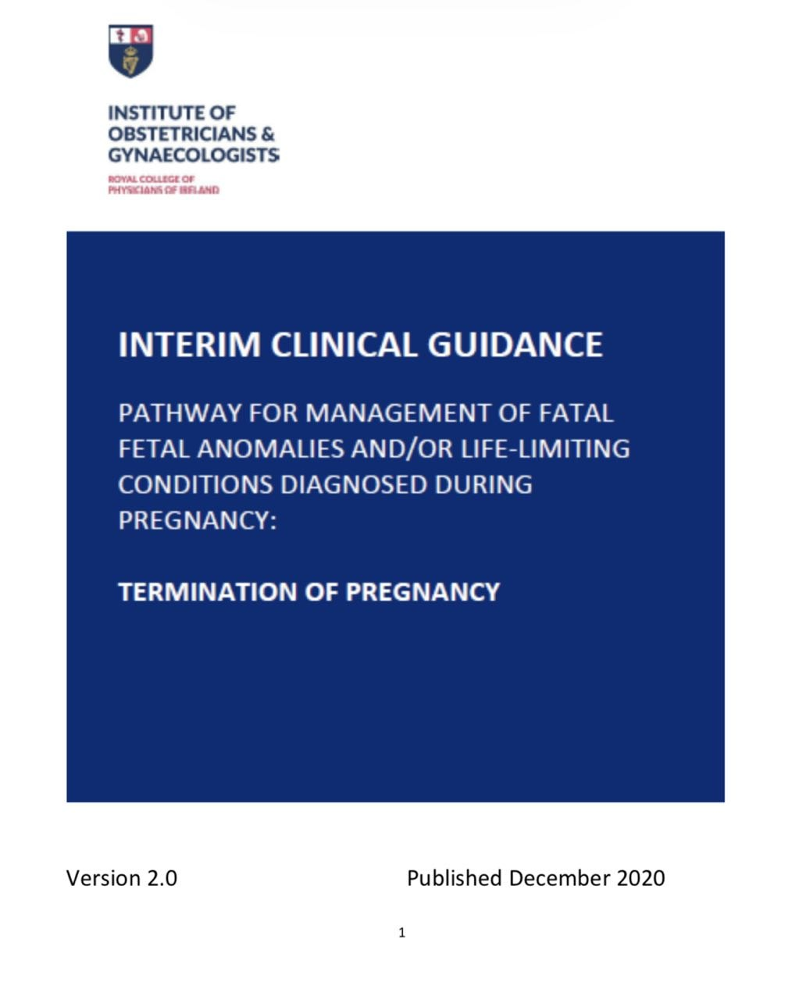 INSTITUTE OF
OBSTETRICIANS &
GYNAECOLOGISTS
ROYAL COLLEGE OF
PHYSICIANS OF IRELAND
INTERIM CLINICAL GUIDANCE
PATHWAY FOR MANAGEMENT OF FATAL
FETAL ANOMALIES AND/OR LIFE-LIMITING
CONDITIONS DIAGNOSED DURING
PREGNANCY:
TERMINATION OF PREGNANCY
Version 2.0 Published December 2020
1